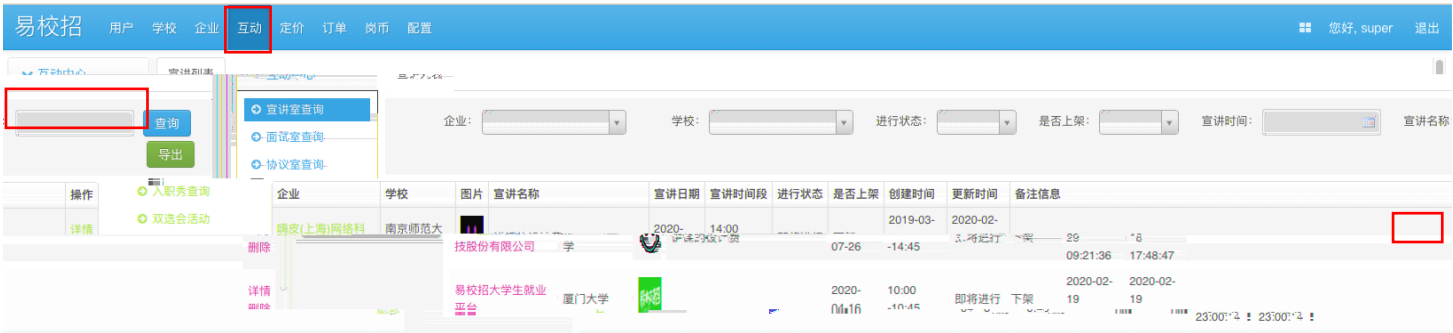 易校招 用户 学校 企业 互动 定价 订单 岗币 配置 您好, super 退出
互动中心 宣讲列表
宣讲室查询
查询 企业: 学校: 进行状态: 是否上架: 宣讲时间: 宣讲名称
面试室查询
导出
协议室查询
入职秀查询
操作 企业 学校 图片 宣讲名称 宣讲日期 宣讲时间段 进行状态 是否上架 创建时间 更新时间 备注信息
双选会活动
2019-03- 2020-02-
详情 嗨皮(上海)网络科 南京师范大 2020- 14:00
删除 技股份有限公司 学 07-26 -14:45
09:21:36 17:48:47
2020-02- 2020-02-
详情 易校招大学生就业 厦门大学 2020- 10:00 即将进行 下架 19 19
删除 平台 04-16 -10:45